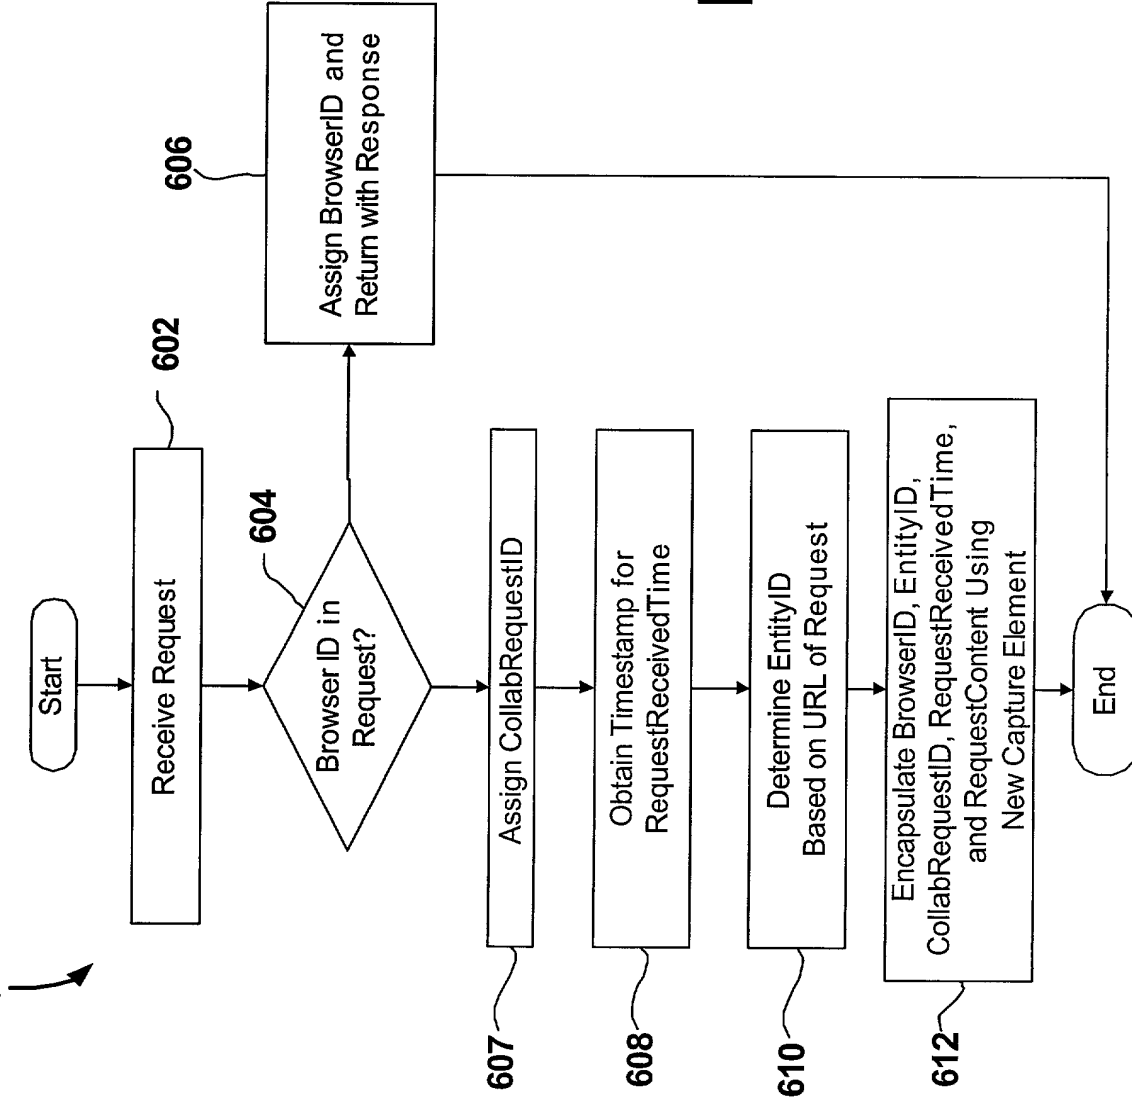 Start
602
Receive Request
604
Browser ID in
Request?
606
Assign BrowserID and
Return with Response
607
Assign CollabRequestID
608
Obtain Timestamp for
RequestReceivedTime
610
Determine EntityID
Based on URL of Request
612
Encapsulate BrowserID, EntityID,
CollabRequestID, RequestReceivedTime,
and RequestContent Using
New Capture Element
End